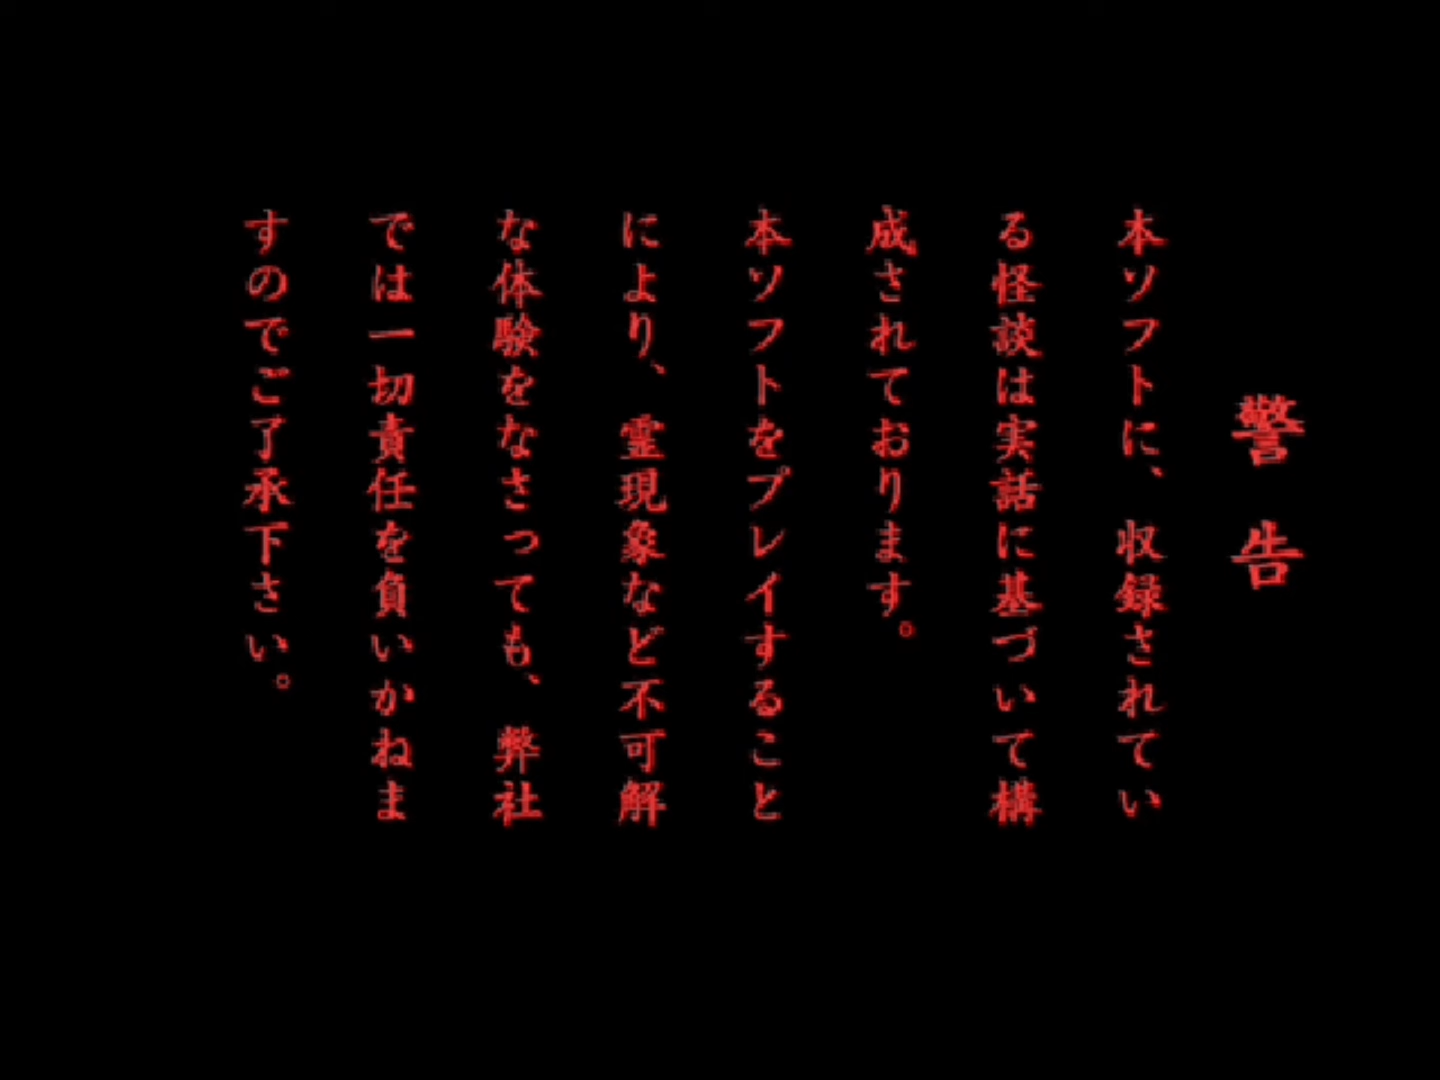 警告
本ソフトに、収録されてい
る怪談は実話に基づいて構
成されております。
本ソフトをプレイすること
により、霊現象など不可解
な体験をなさっても、弊社
では一切責任を負いかねま
すのでご了承下さい。